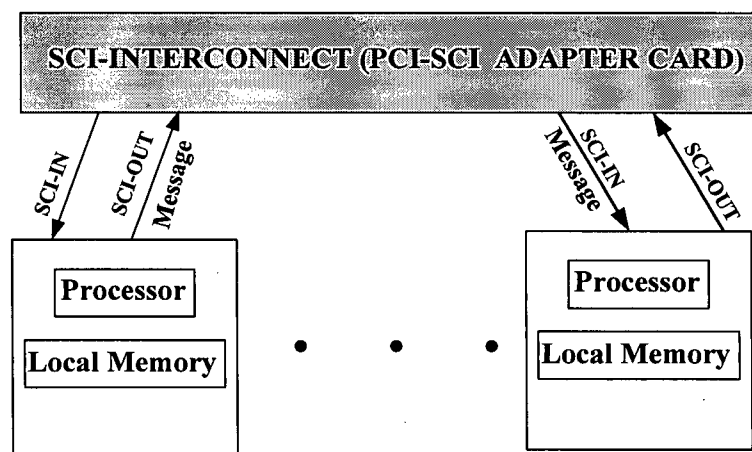 SCI-INTERCONNECT (PCI-SCI ADAPTER CARD)
SCI-IN
SCI-OUT
Message
SCI-IN
Message
SCI-OUT
Processor
Local Memory
Processor
Local Memory